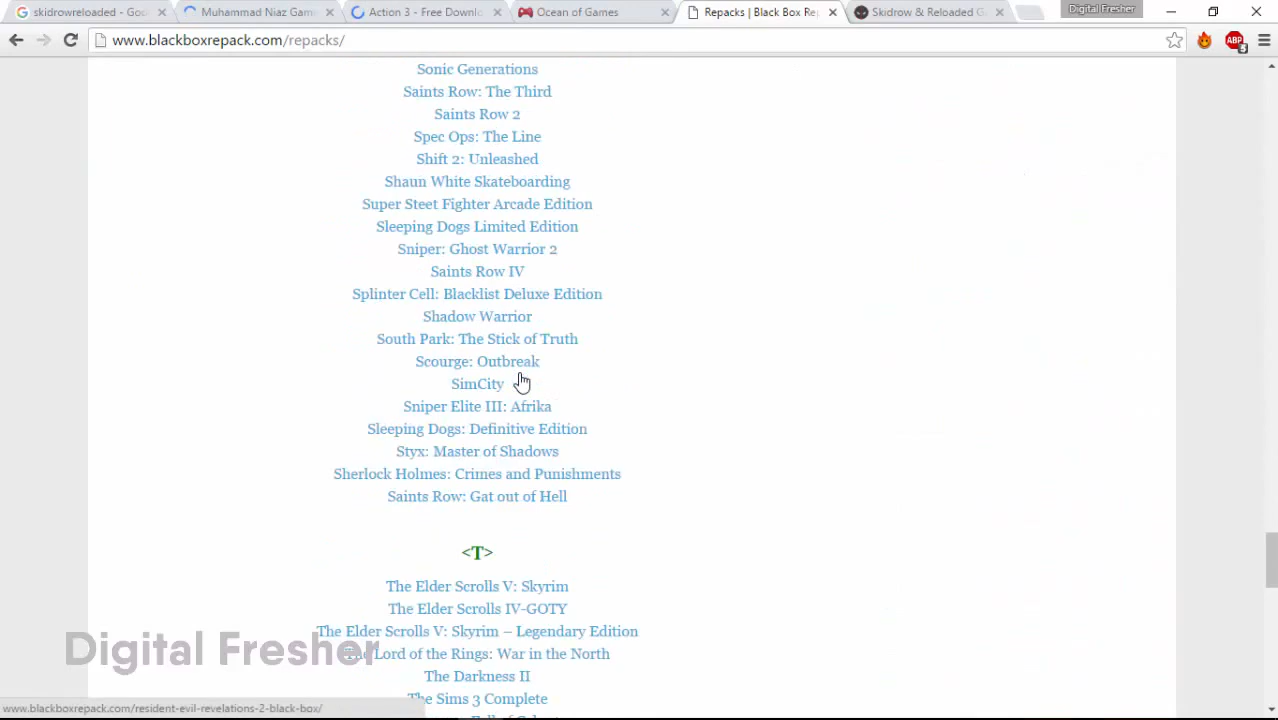 skidrowreloaded - Goo
Muhammad Niaz Gam
Action 3 - Free Downlo
Ocean of Games
Repacks | Black Box Rep
Skidrow & Reloaded G
Digital Fresher
www.blackboxrepack.com/repacks/
ABP
Sonic Generations
Saints Row: The Third
Saints Row 2
Spec Ops: The Line
Shift 2: Unleashed
Shaun White Skateboarding
Super Steet Fighter Arcade Edition
Sleeping Dogs Limited Edition
Sniper: Ghost Warrior 2
Saints Row IV
Splinter Cell: Blacklist Deluxe Edition
Shadow Warrior
South Park: The Stick of Truth
Scourge: Outbreak
SimCity
Sniper Elite III: Afrika
Sleeping Dogs: Definitive Edition
Styx: Master of Shadows
Sherlock Holmes: Crimes and Punishments
Saints Row: Gat out of Hell
<T>
The Elder Scrolls V: Skyrim
The Elder Scrolls IV-GOTY
The Elder Scrolls V: Skyrim – Legendary Edition
Digital Fresher
Lord of the Rings: War in the North
The Darkness II
The Sims 3 Complete
www.blackboxrepack.com/resident-evil-revelations-2-black-box/